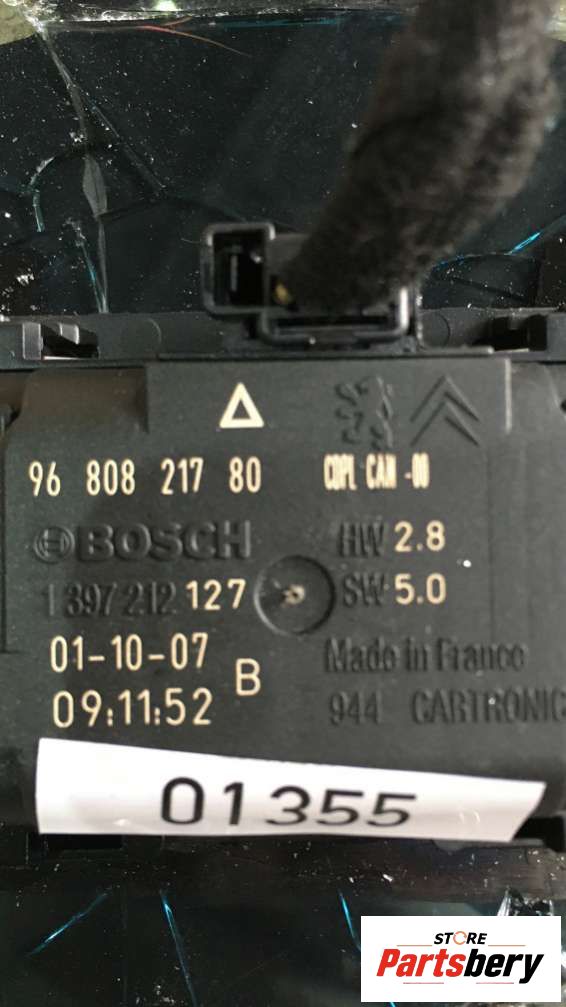 96 808 217 80 CDPL CAN -00
BOSCH HW 2.8
1 397 212 127 SW 5.0
01-10-07 B Made in France
09:11:52 944 CARTRONIC
01355
STORE
Partsbery